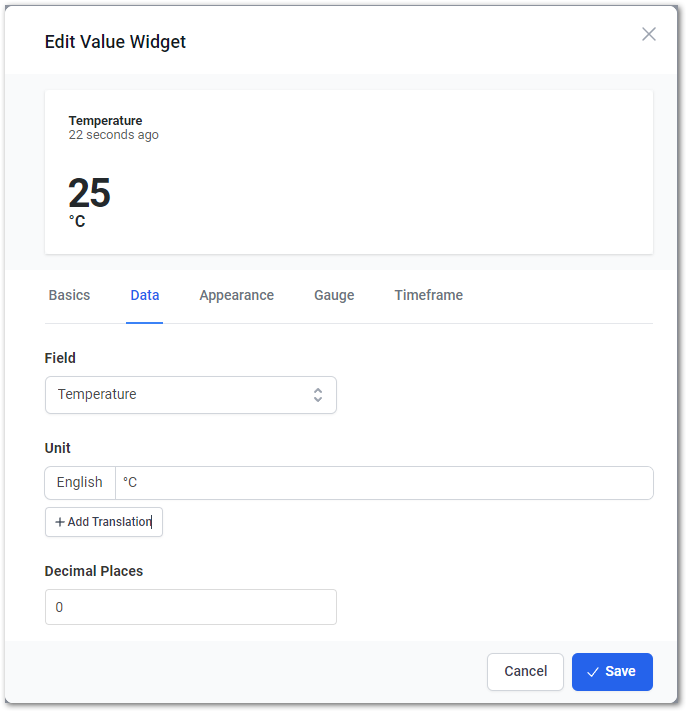 Edit Value Widget
Temperature
22 seconds ago
25
°C
Basics Data Appearance Gauge Timeframe
Field
Temperature
Unit
English °C
+ Add Translation
Decimal Places
0
Cancel Save